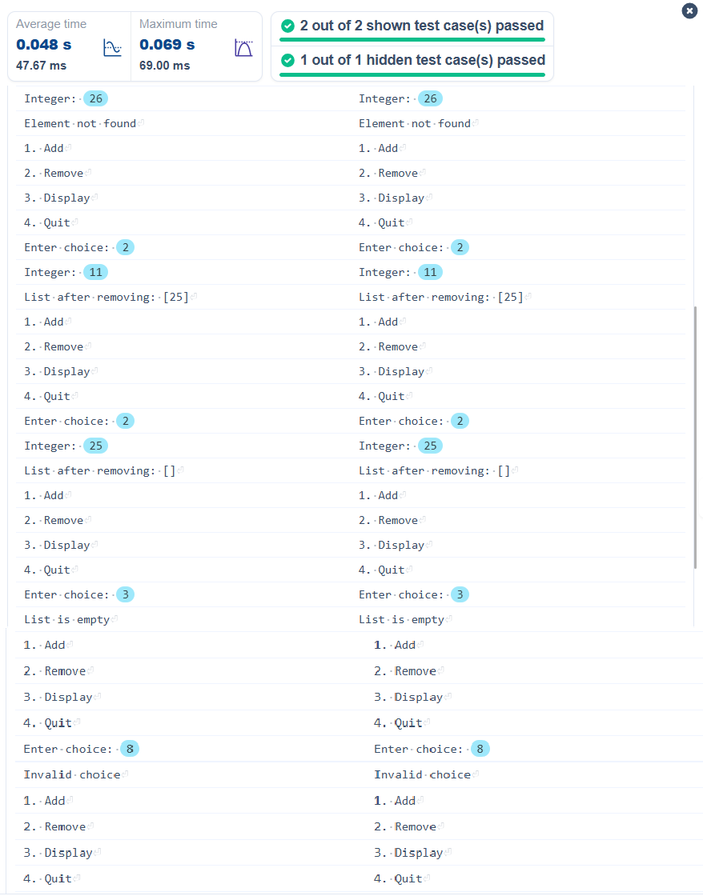 Average time
0.048 s
47.67 ms
Maximum time
0.069 s
69.00 ms
2 out of 2 shown test case(s) passed
1 out of 1 hidden test case(s) passed
Integer: 26 Integer: 26
Element not found Element not found
1. Add 1. Add
2. Remove 2. Remove
3. Display 3. Display
4. Quit 4. Quit
Enter choice: 2 Enter choice: 2
Integer: 11 Integer: 11
List after removing: [25] List after removing: [25]
1. Add 1. Add
2. Remove 2. Remove
3. Display 3. Display
4. Quit 4. Quit
Enter choice: 2 Enter choice: 2
Integer: 25 Integer: 25
List after removing: [] List after removing: []
1. Add 1. Add
2. Remove 2. Remove
3. Display 3. Display
4. Quit 4. Quit
Enter choice: 3 Enter choice: 3
List is empty List is empty
1. Add 1. Add
2. Remove 2. Remove
3. Display 3. Display
4. Quit 4. Quit
Enter choice: 8 Enter choice: 8
Invalid choice Invalid choice
1. Add 1. Add
2. Remove 2. Remove
3. Display 3. Display
4. Quit 4. Quit